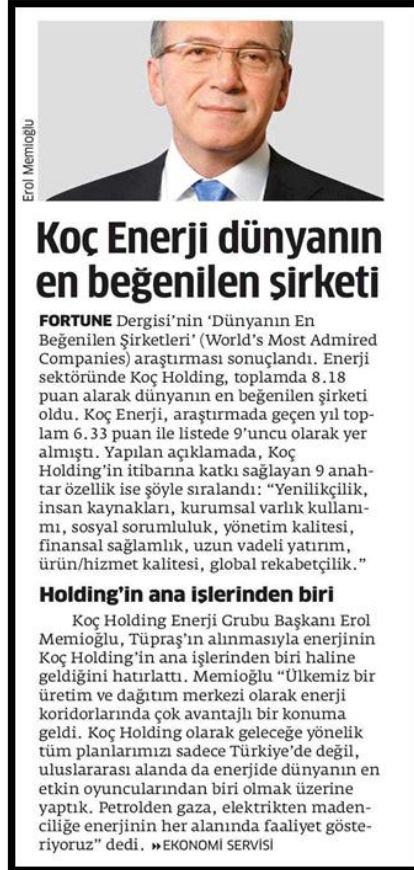 Erol Memioğlu
Koç Enerji dünyanın
en beğenilen şirketi
FORTUNE Dergisi'nin 'Dünyanın En
Beğenilen Şirketleri' (World's Most Admired
Companies) araştırması sonuçlandı. Enerji
sektöründe Koç Holding, toplamda 8.18
puan alarak dünyanın en beğenilen şirketi
oldu. Koç Enerji, araştırmada geçen yıl top-
lam 6.33 puan ile listede 9'uncu olarak yer
almıştı. Yapılan açıklamada, Koç
Holding'in itibarına katkı sağlayan 9 anah-
tar özellik ise şöyle sıralandı: “Yenilikçilik,
insan kaynakları, kurumsal varlık kullanı-
mı, sosyal sorumluluk, yönetim kalitesi,
finansal sağlamlık, uzun vadeli yatırım,
ürün/hizmet kalitesi, global rekabetçilik.”
Holding'in ana işlerinden biri
Koç Holding Enerji Grubu Başkanı Erol
Memioğlu, Tüpraş'ın alınmasıyla enerjinin
Koç Holding'in ana işlerinden biri haline
geldiğini hatırlattı. Memioğlu “Ülkemiz bir
üretim ve dağıtım merkezi olarak enerji
koridorlarında çok avantajlı bir konuma
geldi. Koç Holding olarak geleceğe yönelik
tüm planlarımızı sadece Türkiye'de değil,
uluslararası alanda da enerjide dünyanın en
etkin oyuncularından biri olmak üzerine
yaptık. Petrolden gaza, elektrikten maden-
ciliğe enerjinin her alanında faaliyet göste-
riyoruz” dedi. »EKONOMİ SERVİSİ